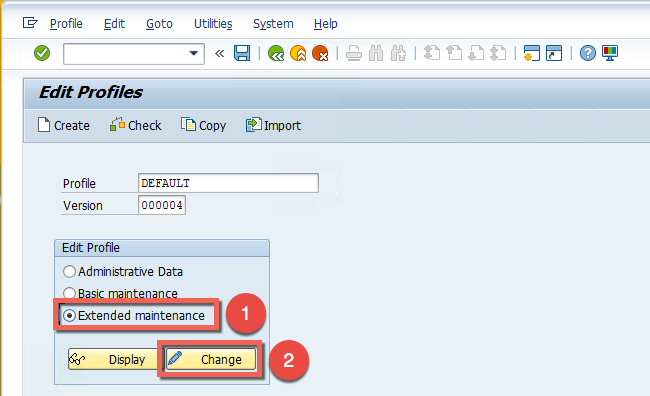 Profile Edit Goto Utilities System Help
Edit Profiles
Create Check Copy Import
Profile DEFAULT
Version 000004
Edit Profile
Administrative Data
Basic maintenance
Extended maintenance 1
Display Change 2